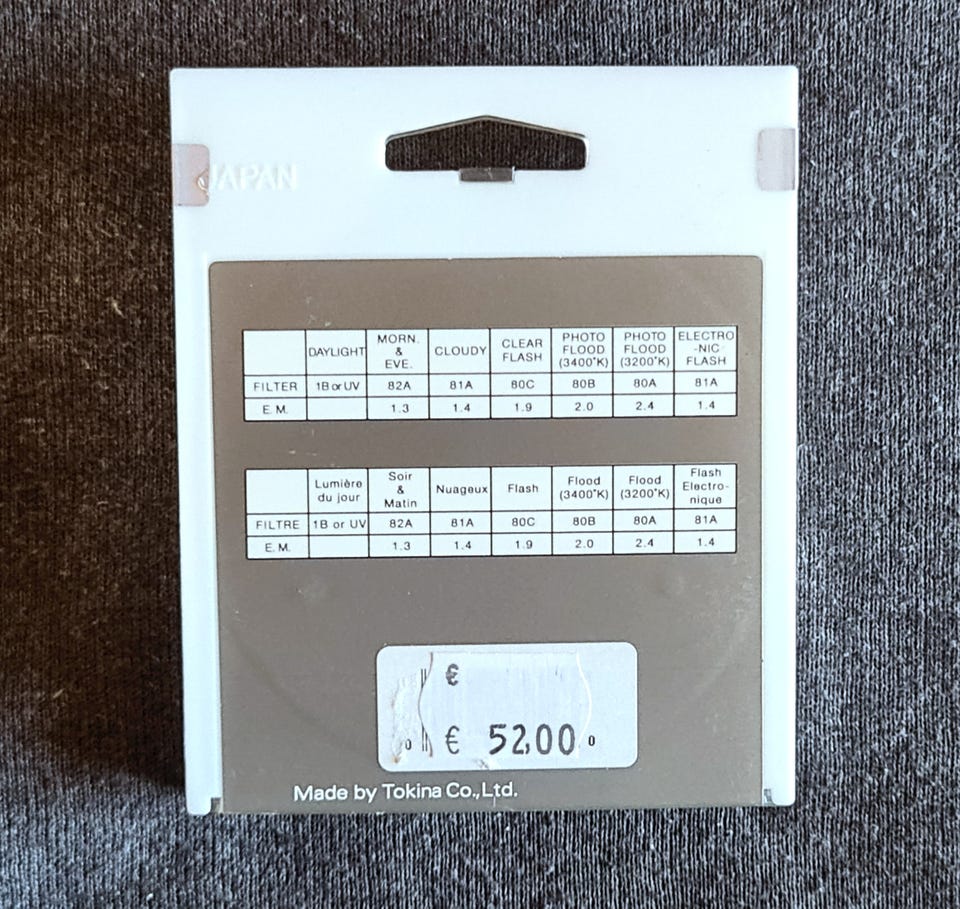 JAPAN
DAYLIGHT MORN. & EVE. CLOUDY CLEAR FLASH PHOTO FLOOD (3400°K) PHOTO FLOOD (3200°K) ELECTRO-NIC FLASH
FILTER 1B or UV 82A 81A 80C 80B 80A 81A
E.M. 1.3 1.4 1.9 2.0 2.4 1.4
Lumière du jour Soir & Matin Nuageux Flash Flood (3400°K) Flood (3200°K) Flash Electro-nique
FILTRE 1B or UV 82A 81A 80C 80B 80A 81A
E.M. 1.3 1.4 1.9 2.0 2.4 1.4
€
€ 52,00 0
Made by Tokina Co.,Ltd.